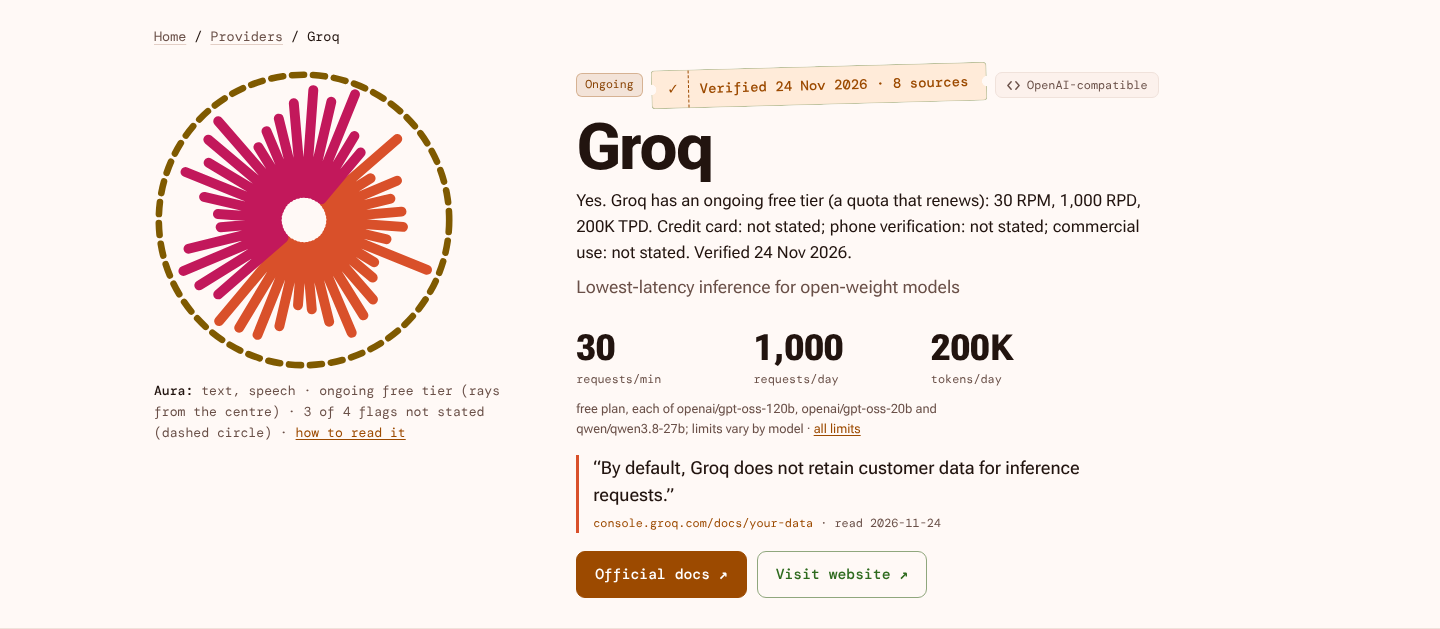 Home / Providers / Groq
Ongoing
✓ Verified 24 Nov 2026 · 8 sources
<> OpenAI-compatible
Groq
Yes. Groq has an ongoing free tier (a quota that renews): 30 RPM, 1,000 RPD,
200K TPD. Credit card: not stated; phone verification: not stated; commercial
use: not stated. Verified 24 Nov 2026.
Lowest-latency inference for open-weight models
30
requests/min
1,000
requests/day
200K
tokens/day
free plan, each of openai/gpt-oss-120b, openai/gpt-oss-20b and
qwen/qwen3.8-27b; limits vary by model · all limits
“By default, Groq does not retain customer data for inference
requests.”
console.groq.com/docs/your-data · read 2026-11-24
Official docs ↗
Visit website ↗
Aura: text, speech · ongoing free tier (rays
from the centre) · 3 of 4 flags not stated
(dashed circle) · how to read it